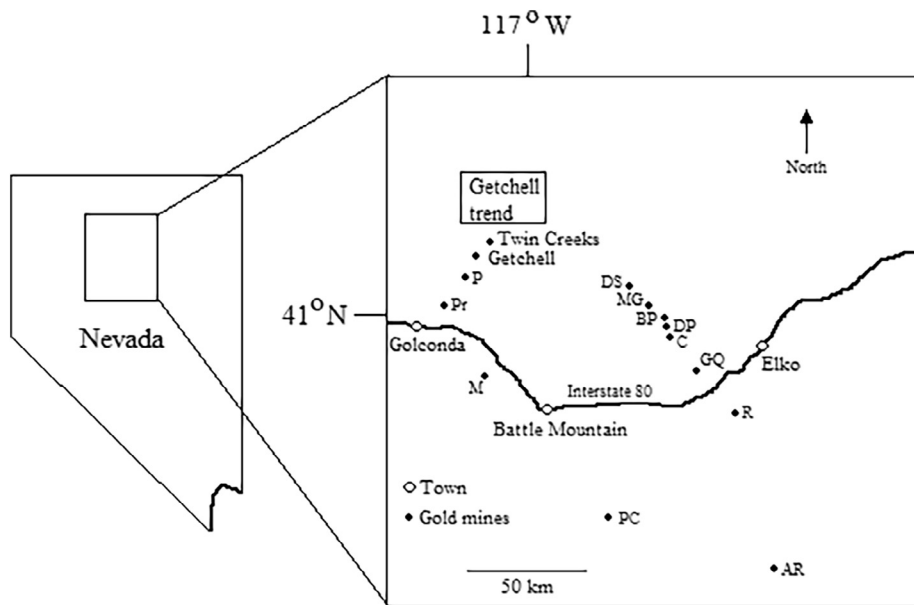 117° W
North
Getchell
trend
Twin Creeks
Getchell
P
Pr
DS
MG
41° N
BP
DP
C
Golconda
Nevada
Elko
GQ
M
Interstate 80
R
Battle Mountain
Town
Gold mines
PC
AR
50 km